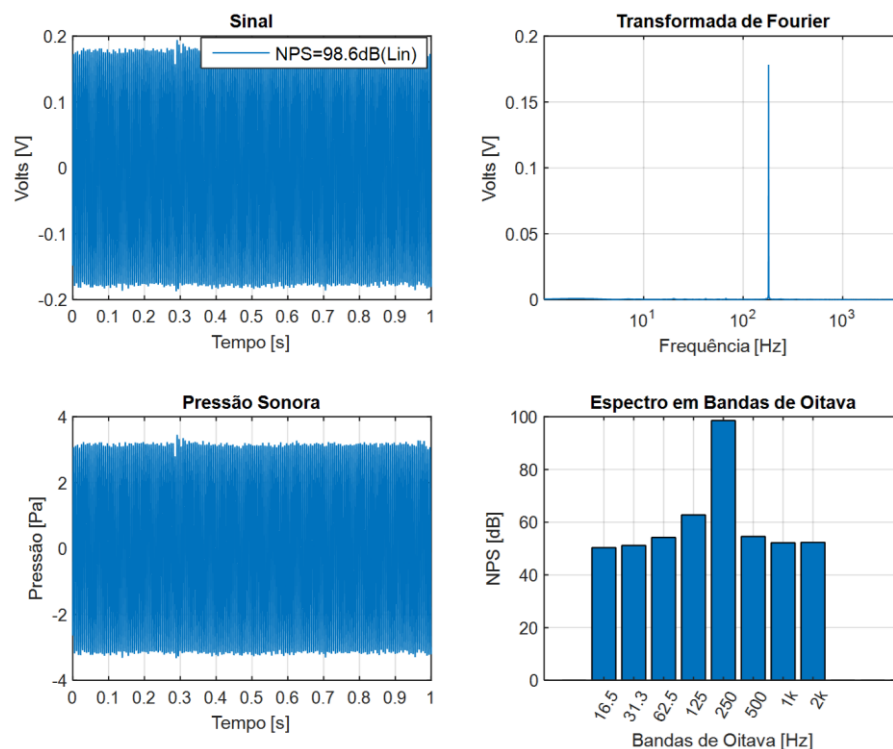 Sinal
NPS=98.6dB(Lin)
Volts [V]
0.2
0.1
0
-0.1
-0.2
0 0.1 0.2 0.3 0.4 0.5 0.6 0.7 0.8 0.9 1
Tempo [s]
Transformada de Fourier
Volts [V]
0.2
0.15
0.1
0.05
0
10^1 10^2 10^3
Frequência [Hz]
Pressão Sonora
Pressão [Pa]
4
2
0
-2
-4
0 0.1 0.2 0.3 0.4 0.5 0.6 0.7 0.8 0.9 1
Tempo [s]
Espectro em Bandas de Oitava
NPS [dB]
100
80
60
40
20
0
16.5 31.3 62.5 125 250 500 1k 2k
Bandas de Oitava [Hz]